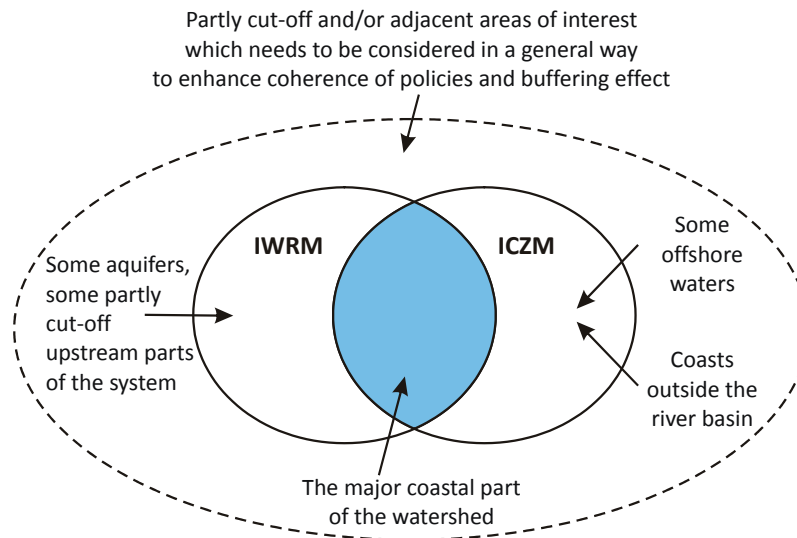 Partly cut-off and/or adjacent areas of interest
which needs to be considered in a general way
to enhance coherence of policies and buffering effect
IWRM
ICZM
Some aquifers,
some partly
cut-off
upstream parts
of the system
Some
offshore
waters
Coasts
outside the
river basin
The major coastal part
of the watershed